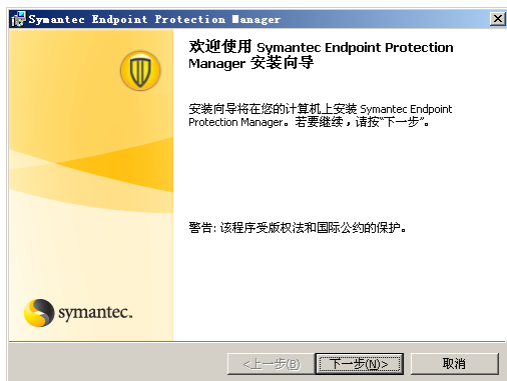 Symantec Endpoint Protection Manager
欢迎使用 Symantec Endpoint Protection
Manager 安装向导
安装向导将在您的计算机上安装 Symantec Endpoint
Protection Manager。若要继续，请按“下一步”。
警告: 该程序受版权法和国际公约的保护。
symantec.
<上一步(B)
下一步(N)>
取消